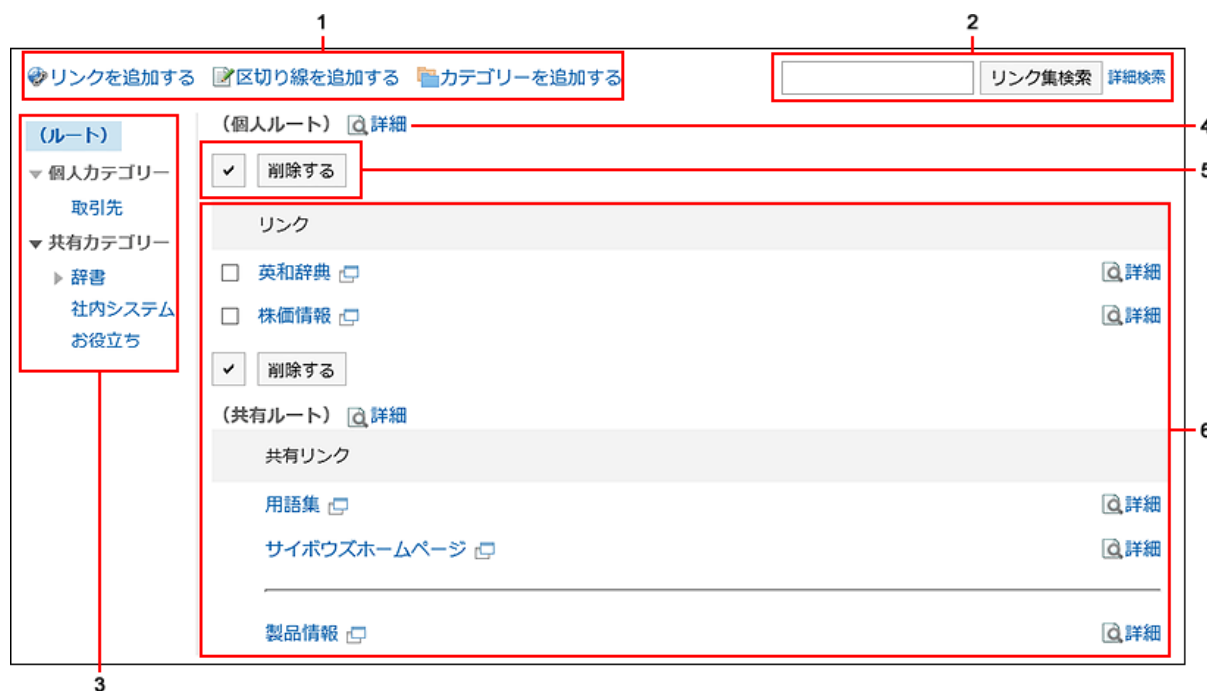 1
2
リンクを追加する 区切り線を追加する カテゴリーを追加する
リンク集検索 詳細検索
(ルート)
個人カテゴリー
取引先
共有カテゴリー
辞書
社内システム
お役立ち
3
(個人ルート) 詳細
4
削除する
5
リンク
英和辞典 詳細
株価情報 詳細
削除する
(共有ルート) 詳細
6
共有リンク
用語集 詳細
サイボウズホームページ 詳細
製品情報 詳細